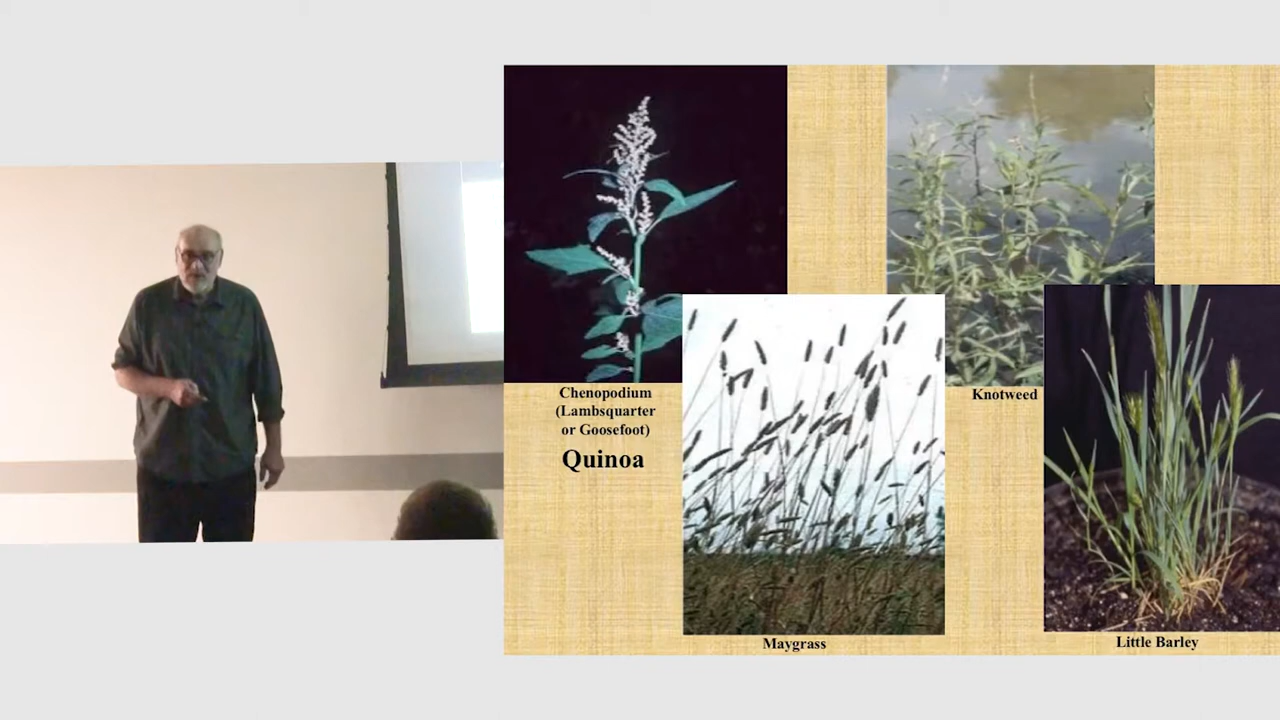 Chenopodium
(Lambsquarter
or Goosefoot)
Quinoa
Knotweed
Maygrass
Little Barley